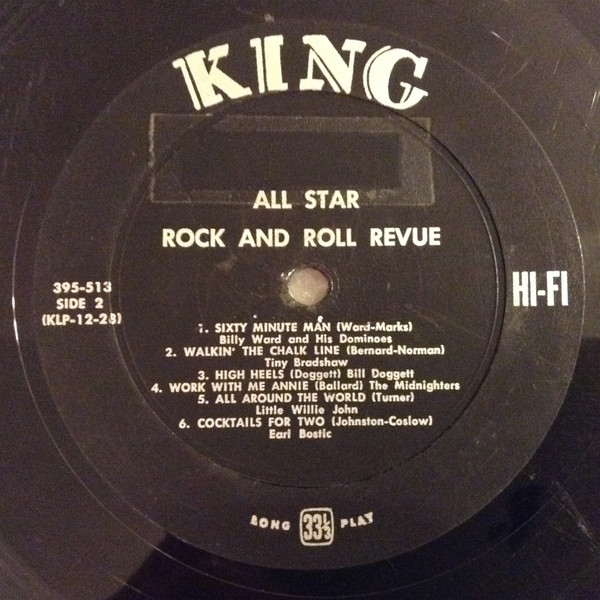 KING
ALL STAR
ROCK AND ROLL REVUE
395-513
SIDE 2
(KLP-12-28)
HI-FI
1. SIXTY MINUTE MAN (Ward-Marks)
Billy Ward and His Dominoes
2. WALKIN' THE CHALK LINE (Bernard-Norman)
Tiny Bradshaw
3. HIGH HEELS (Doggett) Bill Doggett
4. WORK WITH ME ANNIE (Ballard) The Midnighters
5. ALL AROUND THE WORLD (Turner)
Little Willie John
6. COCKTAILS FOR TWO (Johnston-Coslow)
Earl Bostic
LONG 33 1/3 PLAY